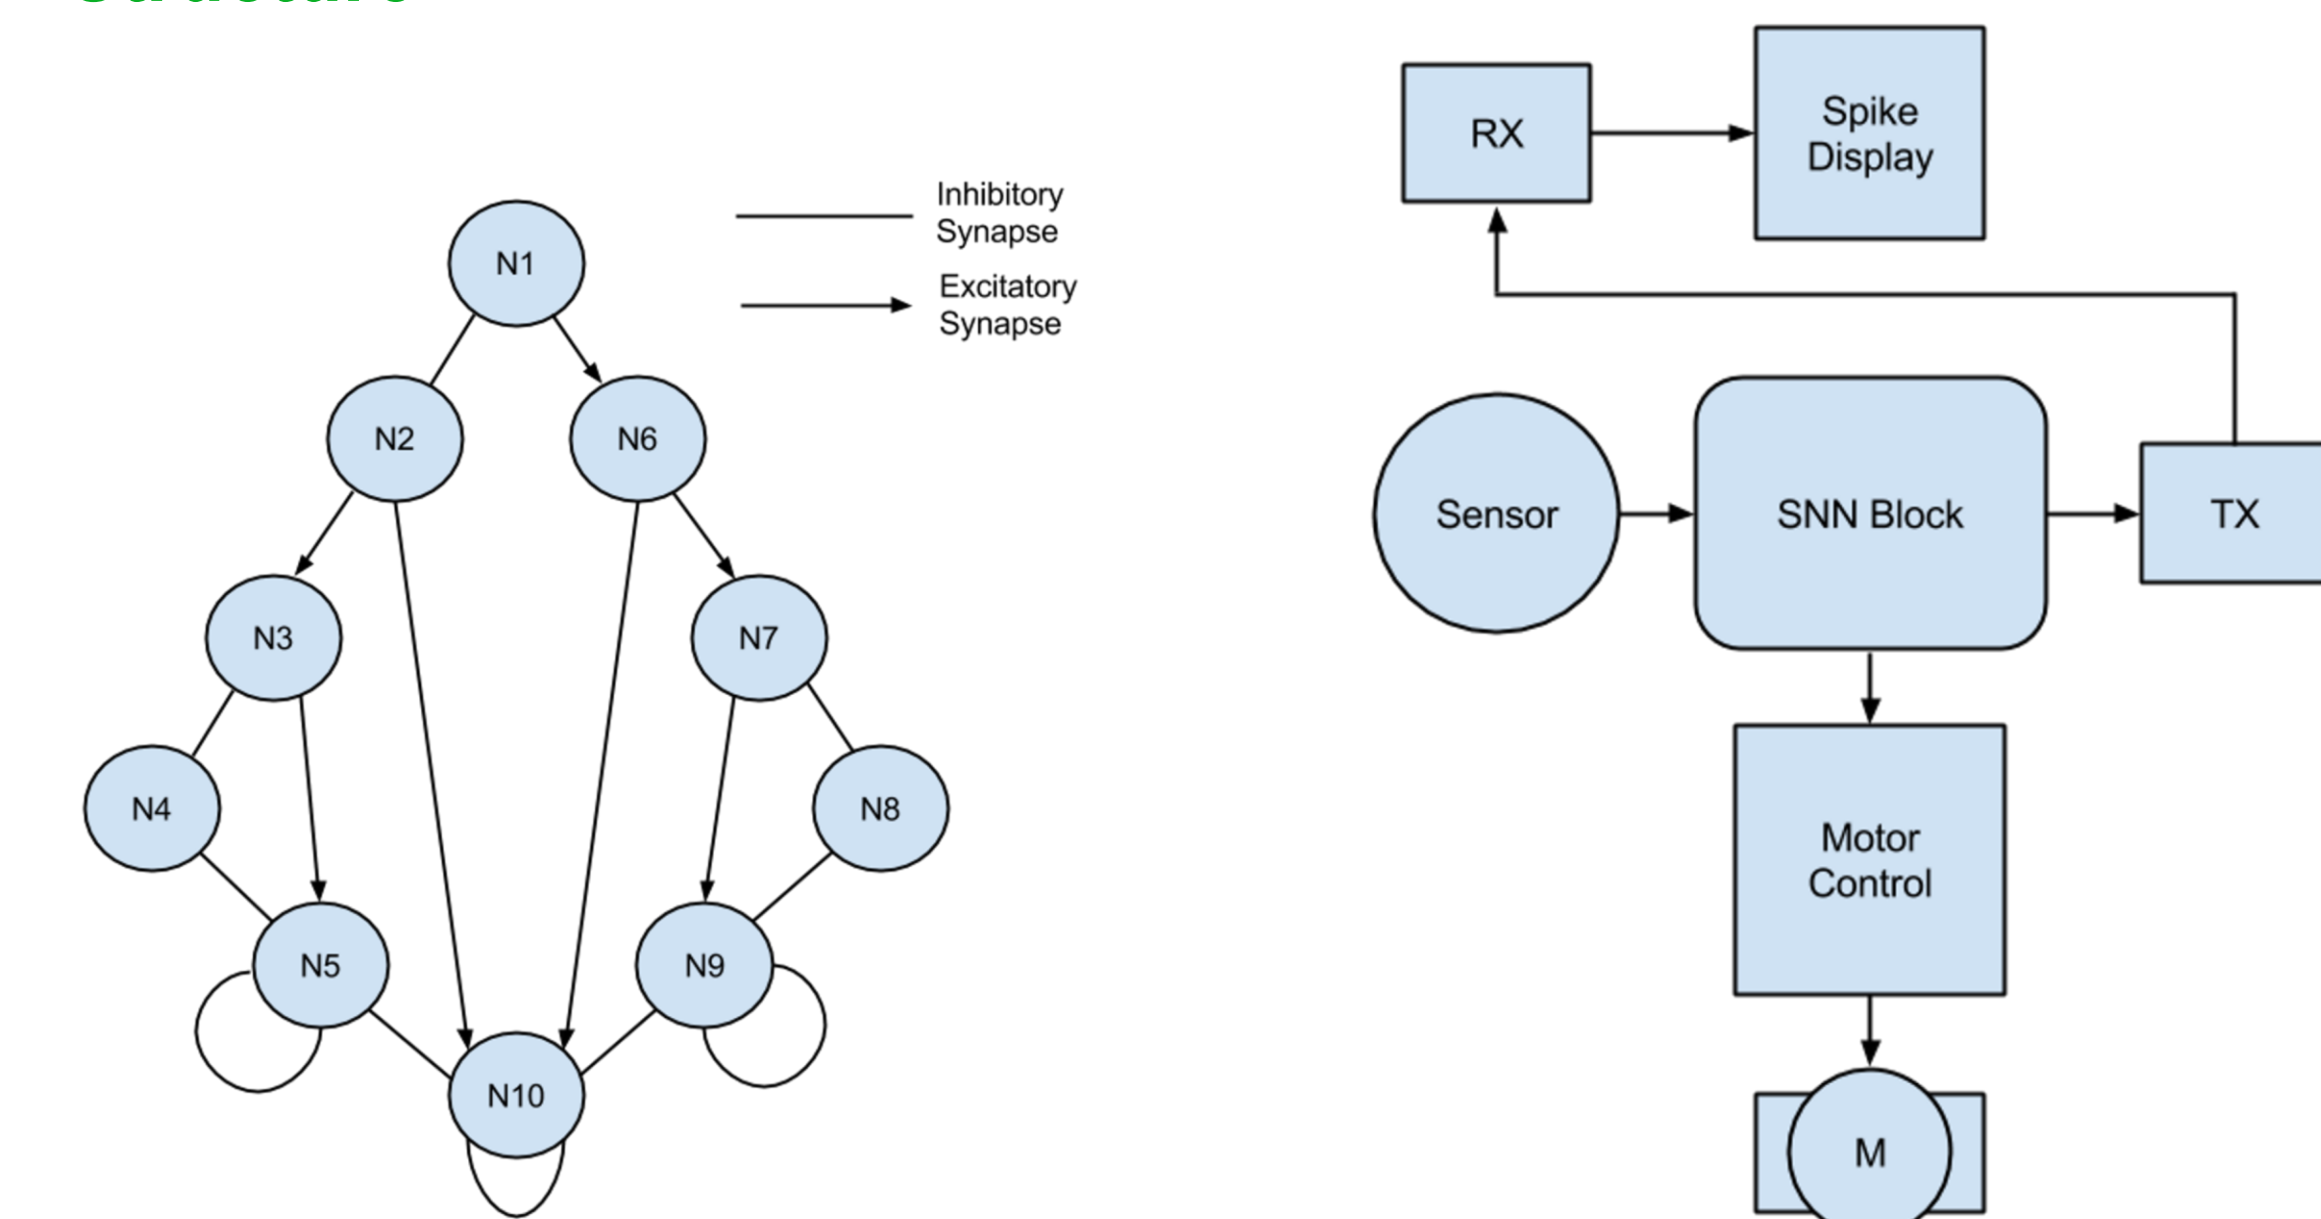 Inhibitory
Synapse
Excitatory
Synapse
N1
N2
N6
N3
N7
N4
N8
N5
N9
N10
RX
Spike
Display
Sensor
SNN Block
TX
Motor
Control
M